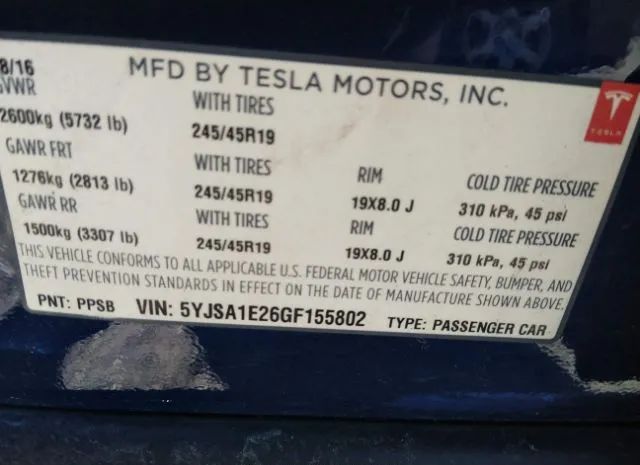 8/16 MFD BY TESLA MOTORS, INC.
GVWR WITH TIRES
2600kg (5732 lb) 245/45R19
TESLA
GAWR FRT WITH TIRES RIM COLD TIRE PRESSURE
1276kg (2813 lb) 245/45R19 19X8.0 J 310 kPa, 45 psi
GAWR RR WITH TIRES RIM COLD TIRE PRESSURE
1500kg (3307 lb) 245/45R19 19X8.0 J 310 kPa, 45 psi
THIS VEHICLE CONFORMS TO ALL APPLICABLE U.S. FEDERAL MOTOR VEHICLE SAFETY, BUMPER, AND
THEFT PREVENTION STANDARDS IN EFFECT ON THE DATE OF MANUFACTURE SHOWN ABOVE.
PNT: PPSB VIN: 5YJSA1E26GF155802 TYPE: PASSENGER CAR